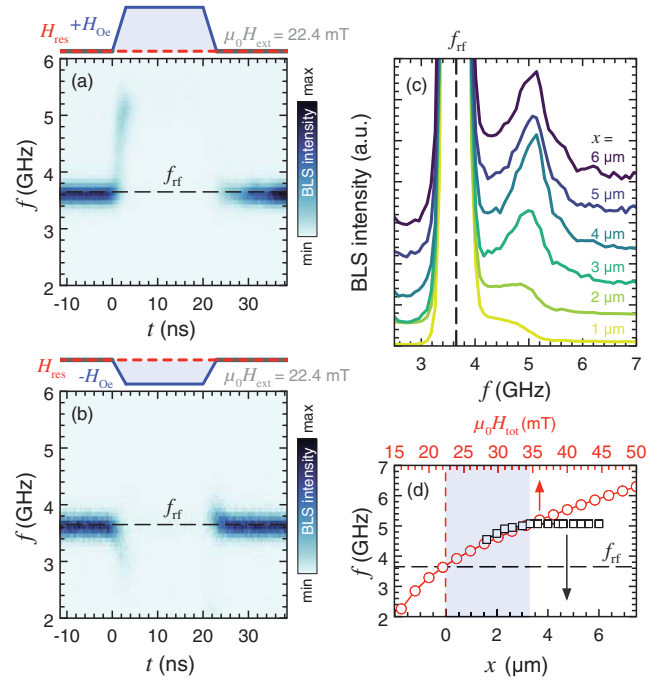 H_res +H_Oe μ₀H_ext = 22.4 mT
(a)
6
5
4
3
2
f (GHz)
f_rf
-10 0 10 20 30
t (ns)
max
BLS intensity
min
H_res
-H_Oe μ₀H_ext = 22.4 mT
(b)
6
5
4
3
2
f (GHz)
f_rf
-10 0 10 20 30
t (ns)
max
BLS intensity
min
f_rf
(c)
BLS intensity (a.u.)
x =
6 μm
5 μm
4 μm
3 μm
2 μm
1 μm
3 4 5 6 7
f (GHz)
μ₀H_tot (mT)
15 20 25 30 35 40 45 50
(d)
7
6
5
4
3
2
f (GHz)
f_rf
0 2 4 6
x (μm)